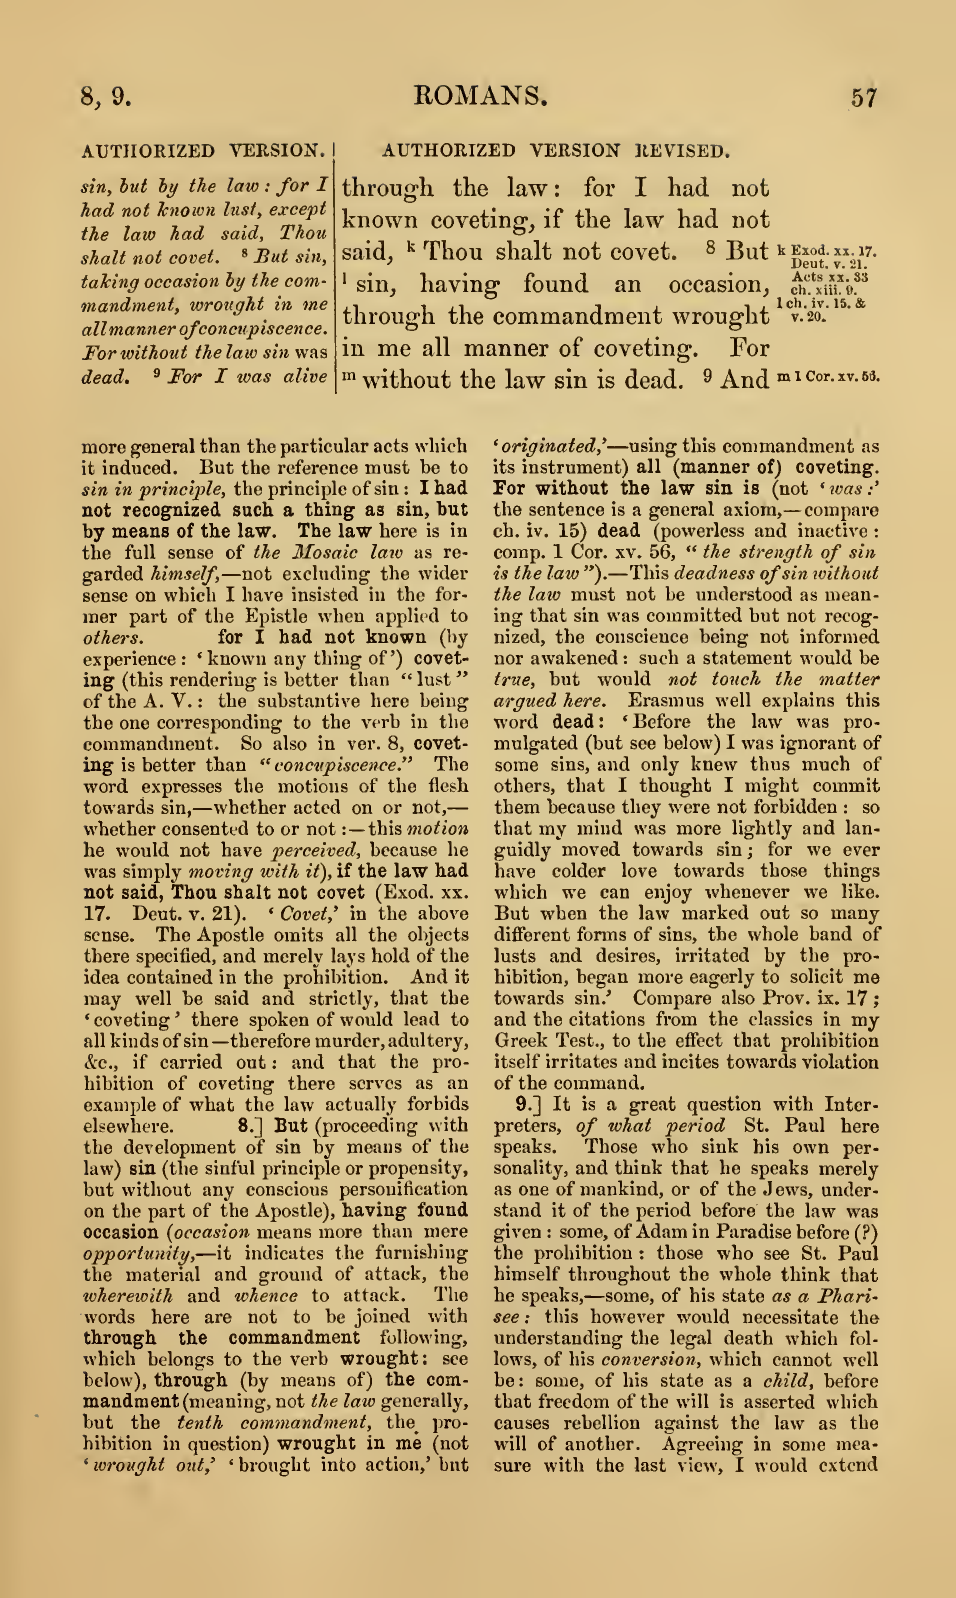 8, 9.
ROMANS.
57
AUTHORIZED VERSION.
sin, but by the law: for I
had not known lust, except
the law had said, Thou
shalt not covet. 8 But sin,
taking occasion by the com-
mandment, wrought in me
all manner of concupiscence.
For without the law sin was
dead. 9 For I was alive
AUTHORIZED VERSION REVISED.
through the law: for I had not
known coveting, if the law had not
said, k Thou shalt not covet. 8 But
l sin, having found an occasion,
through the commandment wrought
in me all manner of coveting. For
m without the law sin is dead. 9 And
k Exod. xx. 17.
Deut. v. 21.
Acts xx. 33
ch. xiii. 9.
l ch. iv. 15. &
v. 20.
m 1 Cor. xv. 56.
more general than the particular acts which
it induced. But the reference must be to
sin in principle, the principle of sin: I had
not recognized such a thing as sin, but
by means of the law. The law here is in
the full sense of the Mosaic law as re-
garded himself,—not excluding the wider
sense on which I have insisted in the for-
mer part of the Epistle when applied to
others. for I had not known (by
experience: ‘known any thing of’) covet-
ing (this rendering is better than “lust”
of the A. V.: the substantive here being
the one corresponding to the verb in the
commandment. So also in ver. 8, covet-
ing is better than “concupiscence.” The
word expresses the motions of the flesh
towards sin,—whether acted on or not,—
whether consented to or not:—this motion
he would not have perceived, because he
was simply moving with it), if the law had
not said, Thou shalt not covet (Exod. xx.
17. Deut. v. 21). ‘Covet,’ in the above
sense. The Apostle omits all the objects
there specified, and merely lays hold of the
idea contained in the prohibition. And it
may well be said and strictly, that the
‘coveting’ there spoken of would lead to
all kinds of sin—therefore murder, adultery,
&c., if carried out: and that the pro-
hibition of coveting there serves as an
example of what the law actually forbids
elsewhere. 8.] But (proceeding with
the development of sin by means of the
law) sin (the sinful principle or propensity,
but without any conscious personification
on the part of the Apostle), having found
occasion (occasion means more than mere
opportunity,—it indicates the furnishing
the material and ground of attack, the
wherewith and whence to attack. The
words here are not to be joined with
through the commandment following,
which belongs to the verb wrought: see
below), through (by means of) the com-
mandment (meaning, not the law generally,
but the tenth commandment, the pro-
hibition in question) wrought in me (not
‘wrought out,’ ‘brought into action,’ but
‘originated,’—using this commandment as
its instrument) all (manner of) coveting.
For without the law sin is (not ‘was:’
the sentence is a general axiom,—compare
ch. iv. 15) dead (powerless and inactive:
comp. 1 Cor. xv. 56, “the strength of sin
is the law”).—This deadness of sin without
the law must not be understood as mean-
ing that sin was committed but not recog-
nized, the conscience being not informed
nor awakened: such a statement would be
true, but would not touch the matter
argued here. Erasmus well explains this
word dead: ‘Before the law was pro-
mulgated (but see below) I was ignorant of
some sins, and only knew thus much of
others, that I thought I might commit
them because they were not forbidden: so
that my mind was more lightly and lan-
guidly moved towards sin; for we ever
have colder love towards those things
which we can enjoy whenever we like.
But when the law marked out so many
different forms of sins, the whole band of
lusts and desires, irritated by the pro-
hibition, began more eagerly to solicit me
towards sin.’ Compare also Prov. ix. 17;
and the citations from the classics in my
Greek Test., to the effect that prohibition
itself irritates and incites towards violation
of the command.
9.] It is a great question with Inter-
preters, of what period St. Paul here
speaks. Those who sink his own per-
sonality, and think that he speaks merely
as one of mankind, or of the Jews, under-
stand it of the period before the law was
given: some, of Adam in Paradise before (?)
the prohibition: those who see St. Paul
himself throughout the whole think that
he speaks,—some, of his state as a Phari-
see: this however would necessitate the
understanding the legal death which fol-
lows, of his conversion, which cannot well
be: some, of his state as a child, before
that freedom of the will is asserted which
causes rebellion against the law as the
will of another. Agreeing in some mea-
sure with the last view, I would extend